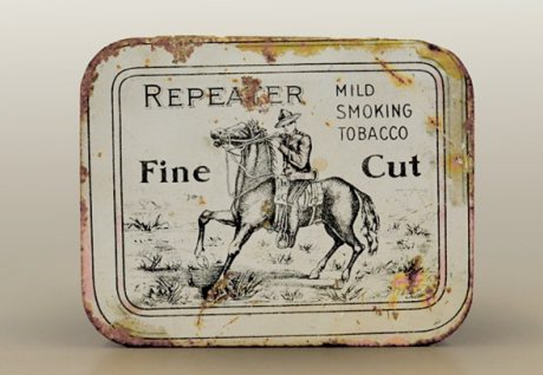 REPEATER
MILD
SMOKING
TOBACCO
Fine Cut